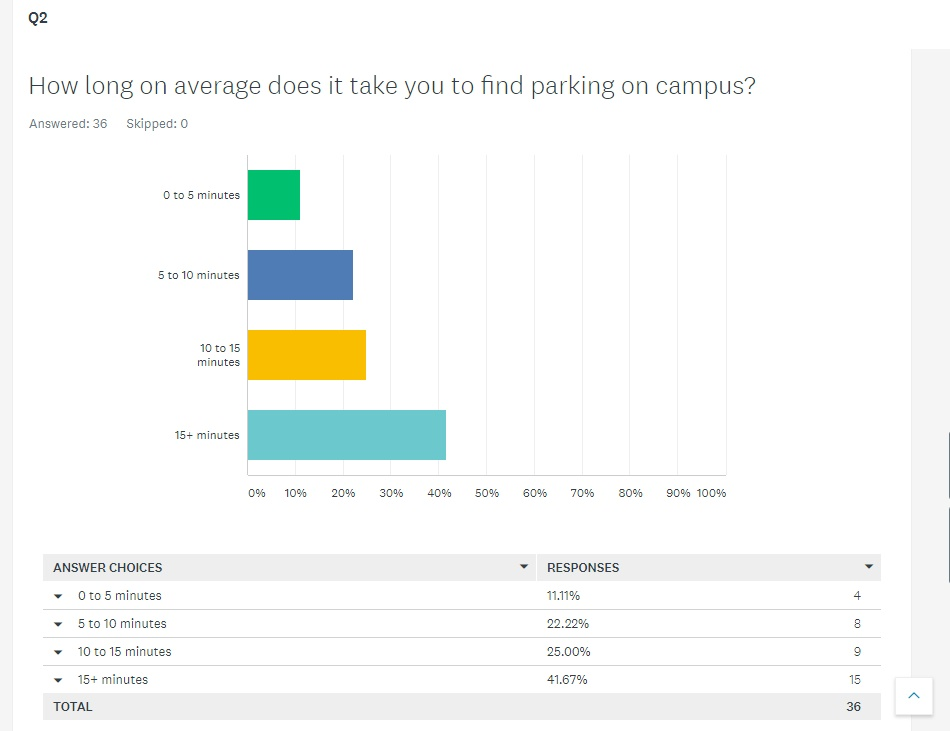 Q2
How long on average does it take you to find parking on campus?
Answered: 36 Skipped: 0
0 to 5 minutes
5 to 10 minutes
10 to 15
minutes
15+ minutes
0% 10% 20% 30% 40% 50% 60% 70% 80% 90% 100%
ANSWER CHOICES RESPONSES
0 to 5 minutes 11.11% 4
5 to 10 minutes 22.22% 8
10 to 15 minutes 25.00% 9
15+ minutes 41.67% 15
TOTAL 36